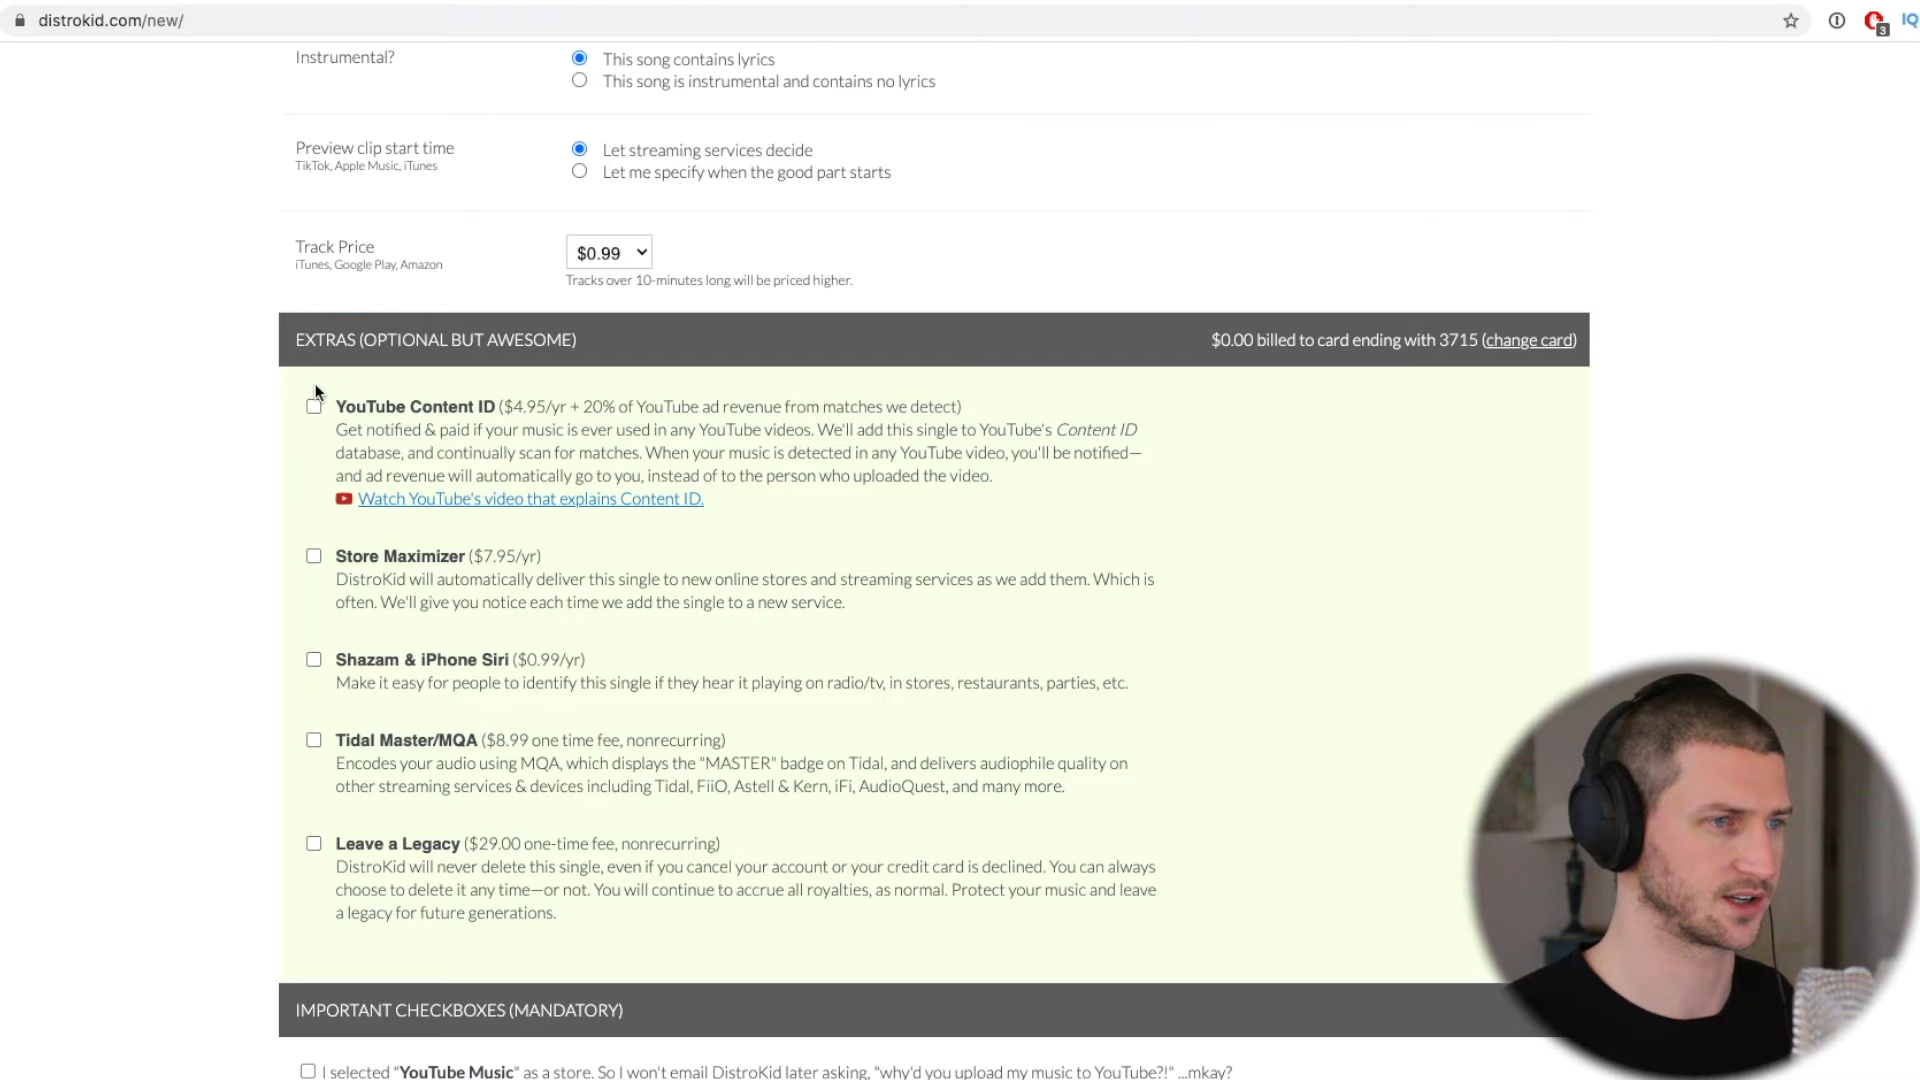 distrokid.com/new/
3
IQ
Instrumental?
This song contains lyrics
This song is instrumental and contains no lyrics
Preview clip start time
TikTok, Apple Music, iTunes
Let streaming services decide
Let me specify when the good part starts
Track Price
iTunes, Google Play, Amazon
$0.99
Tracks over 10-minutes long will be priced higher.
EXTRAS (OPTIONAL BUT AWESOME)
$0.00 billed to card ending with 3715 (change card)
YouTube Content ID ($4.95/yr + 20% of YouTube ad revenue from matches we detect)
Get notified & paid if your music is ever used in any YouTube videos. We'll add this single to YouTube's Content ID
database, and continually scan for matches. When your music is detected in any YouTube video, you'll be notified—
and ad revenue will automatically go to you, instead of to the person who uploaded the video.
Watch YouTube's video that explains Content ID.
Store Maximizer ($7.95/yr)
DistroKid will automatically deliver this single to new online stores and streaming services as we add them. Which is
often. We'll give you notice each time we add the single to a new service.
Shazam & iPhone Siri ($0.99/yr)
Make it easy for people to identify this single if they hear it playing on radio/tv, in stores, restaurants, parties, etc.
Tidal Master/MQA ($8.99 one time fee, nonrecurring)
Encodes your audio using MQA, which displays the "MASTER" badge on Tidal, and delivers audiophile quality on
other streaming services & devices including Tidal, FiiO, Astell & Kern, iFi, AudioQuest, and many more.
Leave a Legacy ($29.00 one-time fee, nonrecurring)
DistroKid will never delete this single, even if you cancel your account or your credit card is declined. You can always
choose to delete it any time—or not. You will continue to accrue all royalties, as normal. Protect your music and leave
a legacy for future generations.
IMPORTANT CHECKBOXES (MANDATORY)
I selected "YouTube Music" as a store. So I won't email DistroKid later asking, "why'd you upload my music to YouTube?!" ...mkay?